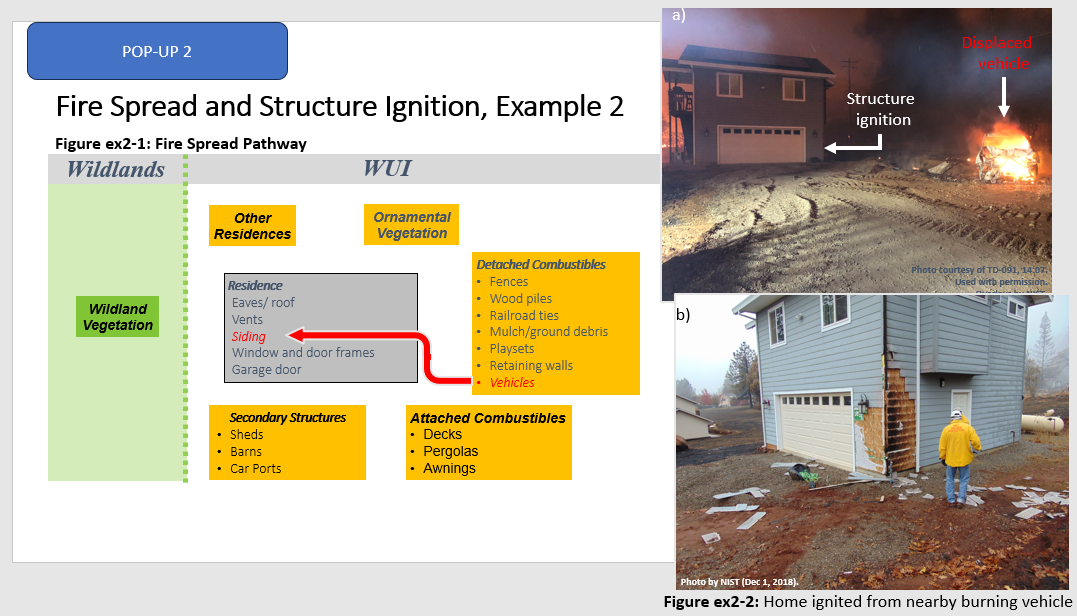 POP-UP 2
Fire Spread and Structure Ignition, Example 2
Figure ex2-1: Fire Spread Pathway
Wildlands
WUI
Wildland
Vegetation
Other
Residences
Ornamental
Vegetation
Residence
Eaves/ roof
Vents
Siding
Window and door frames
Garage door
Detached Combustibles
• Fences
• Wood piles
• Railroad ties
• Mulch/ground debris
• Playsets
• Retaining walls
• Vehicles
Secondary Structures
• Sheds
• Barns
• Car Ports
Attached Combustibles
• Decks
• Pergolas
• Awnings
a)
Displaced
vehicle
Structure
ignition
Photo courtesy of TD-091, 14:07.
Used with permission.
Overlays by NIST.
b)
Photo by NIST (Dec 1, 2018).
Figure ex2-2: Home ignited from nearby burning vehicle